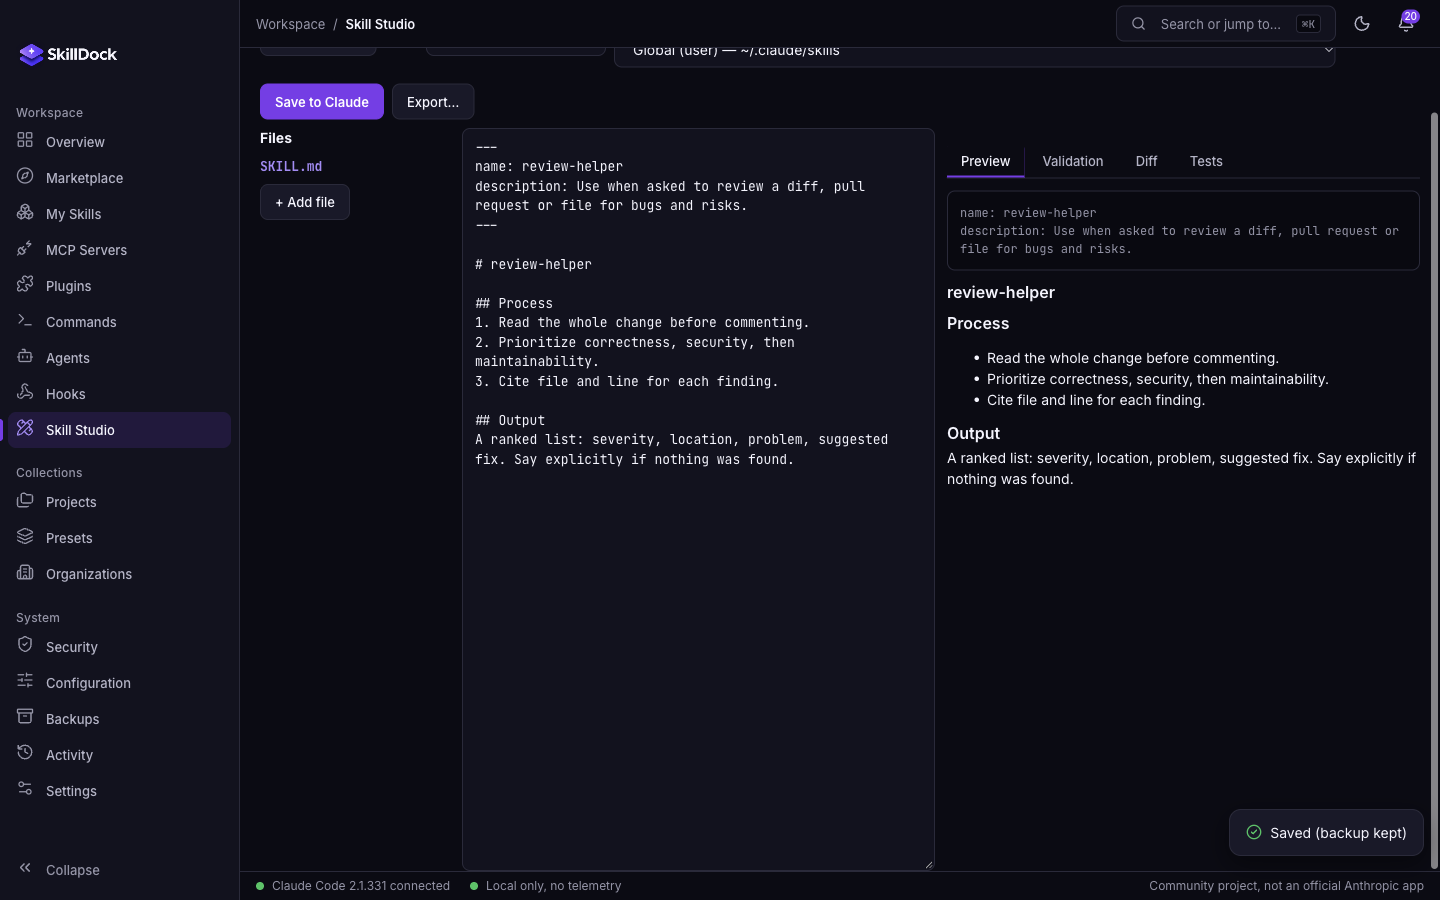 SkillDock
Workspace
Overview
Marketplace
My Skills
MCP Servers
Plugins
Commands
Agents
Hooks
Skill Studio
Collections
Projects
Presets
Organizations
System
Security
Configuration
Backups
Activity
Settings
Collapse
Workspace / Skill Studio
Search or jump to... ⌘K
20
Global (user) — ~/.claude/skills
Save to Claude
Export...
Files
SKILL.md
+ Add file
---
name: review-helper
description: Use when asked to review a diff, pull
request or file for bugs and risks.
---
# review-helper
## Process
1. Read the whole change before commenting.
2. Prioritize correctness, security, then
maintainability.
3. Cite file and line for each finding.
## Output
A ranked list: severity, location, problem, suggested
fix. Say explicitly if nothing was found.
Preview Validation Diff Tests
name: review-helper
description: Use when asked to review a diff, pull request or
file for bugs and risks.
review-helper
Process
• Read the whole change before commenting.
• Prioritize correctness, security, then maintainability.
• Cite file and line for each finding.
Output
A ranked list: severity, location, problem, suggested fix. Say explicitly if
nothing was found.
Saved (backup kept)
Claude Code 2.1.331 connected
Local only, no telemetry
Community project, not an official Anthropic app